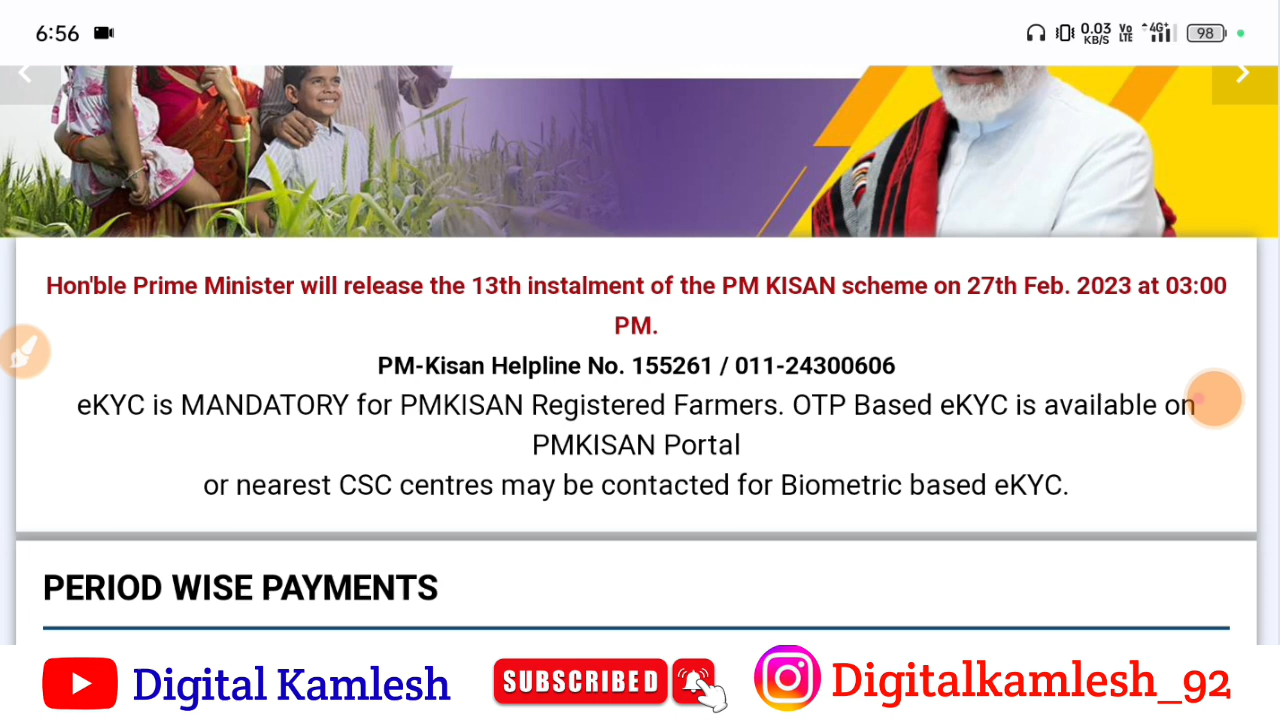 6:56
0.03
KB/S
Vo
LTE
4G+
98
Hon'ble Prime Minister will release the 13th instalment of the PM KISAN scheme on 27th Feb. 2023 at 03:00
PM.
PM-Kisan Helpline No. 155261 / 011-24300606
eKYC is MANDATORY for PMKISAN Registered Farmers. OTP Based eKYC is available on
PMKISAN Portal
or nearest CSC centres may be contacted for Biometric based eKYC.
PERIOD WISE PAYMENTS
Digital Kamlesh
SUBSCRIBED
Digitalkamlesh_92